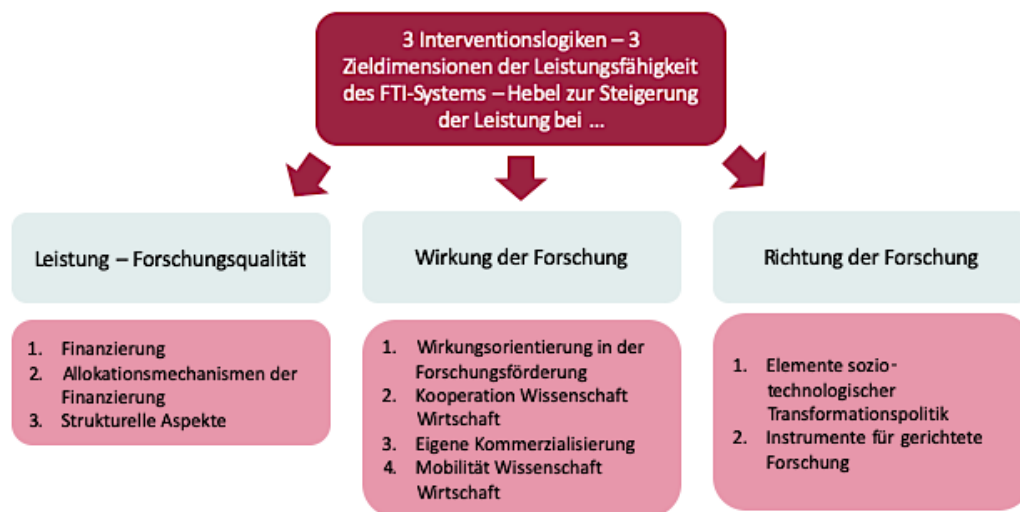 3 Interventionslogiken – 3
Zieldimensionen der Leistungsfähigkeit
des FTI-Systems – Hebel zur Steigerung
der Leistung bei ...
Leistung – Forschungsqualität
Wirkung der Forschung
Richtung der Forschung
1. Finanzierung
2. Allokationsmechanismen der
Finanzierung
3. Strukturelle Aspekte
1. Wirkungsorientierung in der
Forschungsförderung
2. Kooperation Wissenschaft
Wirtschaft
3. Eigene Kommerzialisierung
4. Mobilität Wissenschaft
Wirtschaft
1. Elemente sozio-
technologischer
Transformationspolitik
2. Instrumente für gerichtete
Forschung